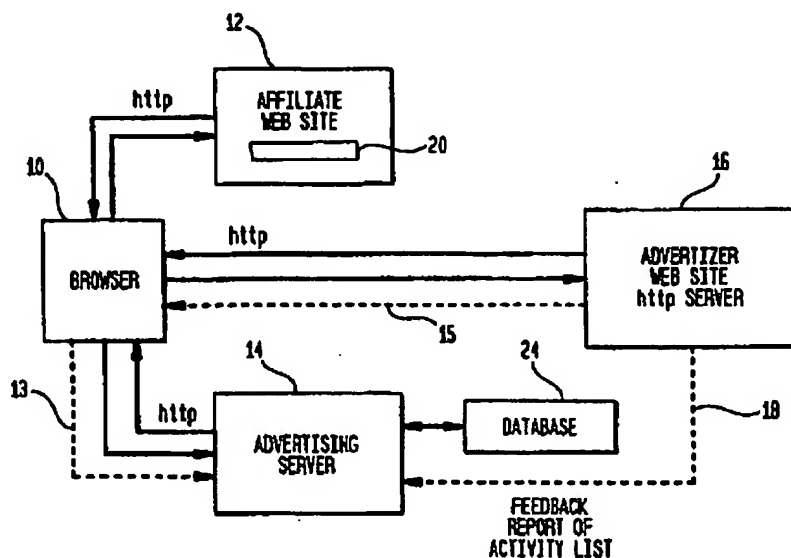 12
http
AFFILIATE
WEB SITE
20
10
16
http
BROWSER
ADVERTIZER
WEB SITE
http SERVER
15
14
24
13
http
18
DATABASE
ADVERTISING
SERVER
FEEDBACK
REPORT OF
ACTIVITY LIST